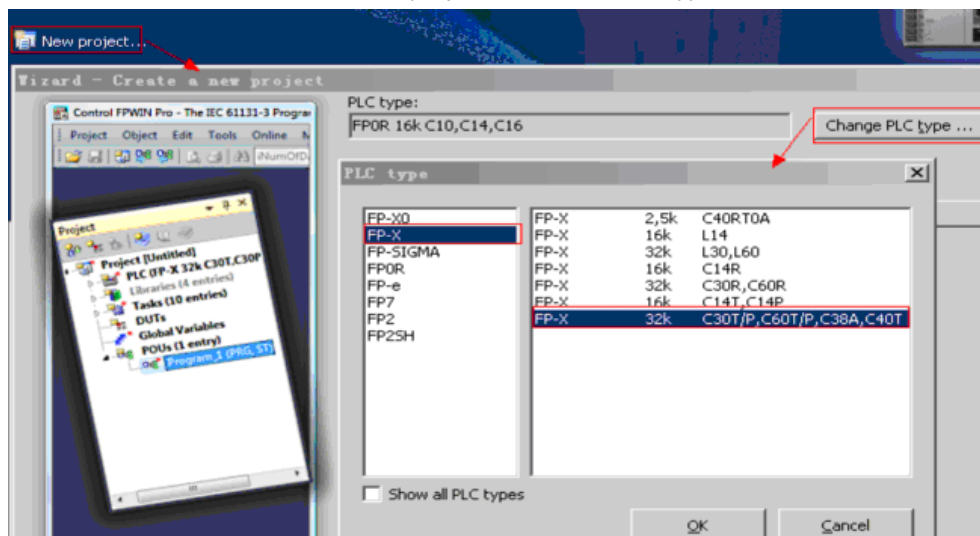 New project...
Wizard - Create a new project
Control FPWIN Pro - The IEC 61131-3 Program
Project Object Edit Tools Online
iNumOfD
Project
Project [Untitled]
PLC (FP-X 32k C30T,C30P
Libraries (4 entries)
Tasks (10 entries)
DUTs
Global Variables
POUs (1 entry)
Program_1 (PRG, ST)
PLC type:
FP0R 16k C10,C14,C16
Change PLC type ...
PLC type
FP-X0
FP-X
FP-SIGMA
FP0R
FP-e
FP7
FP2
FP2SH
FP-X 2,5k C40RT0A
FP-X 16k L14
FP-X 32k L30,L60
FP-X 16k C14R
FP-X 32k C30R,C60R
FP-X 16k C14T,C14P
FP-X 32k C30T/P,C60T/P,C38A,C40T
Show all PLC types
OK
Cancel